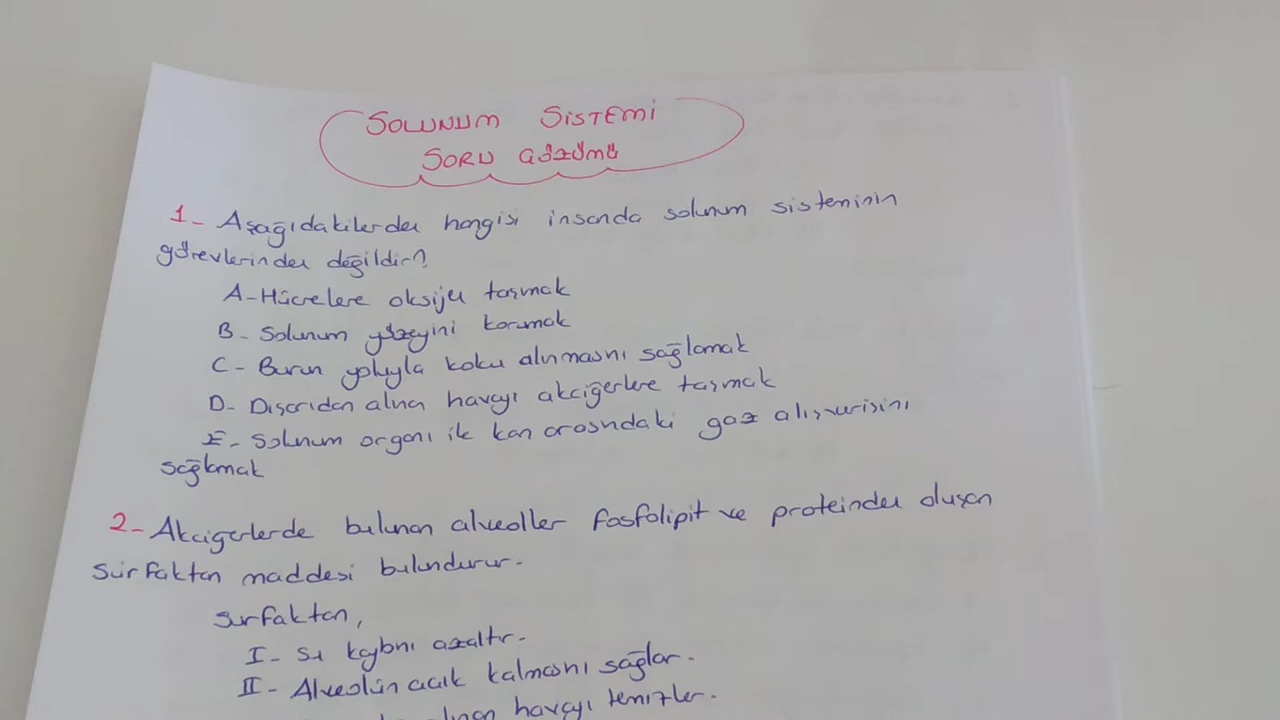 SOLUNUM SİSTEMİ
SORU ÇÖZÜMÜ
1- Aşağıdakilerden hangisi insanda solunum sisteminin
görevlerinden değildir?
A- Hücrelere oksijen taşımak
B- Solunum yüzeyini korumak
C- Burun yoluyla koku alınmasını sağlamak
D- Dışarıdan alınan havayı akciğerlere taşımak
E- Solunum organı ile kan arasındaki gaz alışverişini
sağlamak
2- Akciğerlerde bulunan alveoller fosfolipit ve proteinden oluşan
Sürfaktan maddesi bulundurur.
Surfaktan,
I- Su kaybını azaltır.
II- Alveolün açık kalmasını sağlar.
alınan havayı temizler.